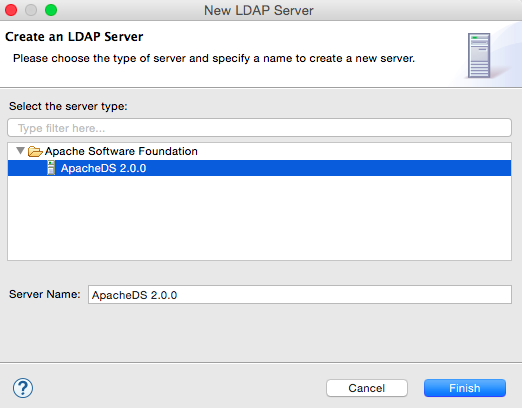 New LDAP Server
Create an LDAP Server
Please choose the type of server and specify a name to create a new server.
Select the server type:
Type filter here...
Apache Software Foundation
ApacheDS 2.0.0
Server Name: ApacheDS 2.0.0
? Cancel Finish